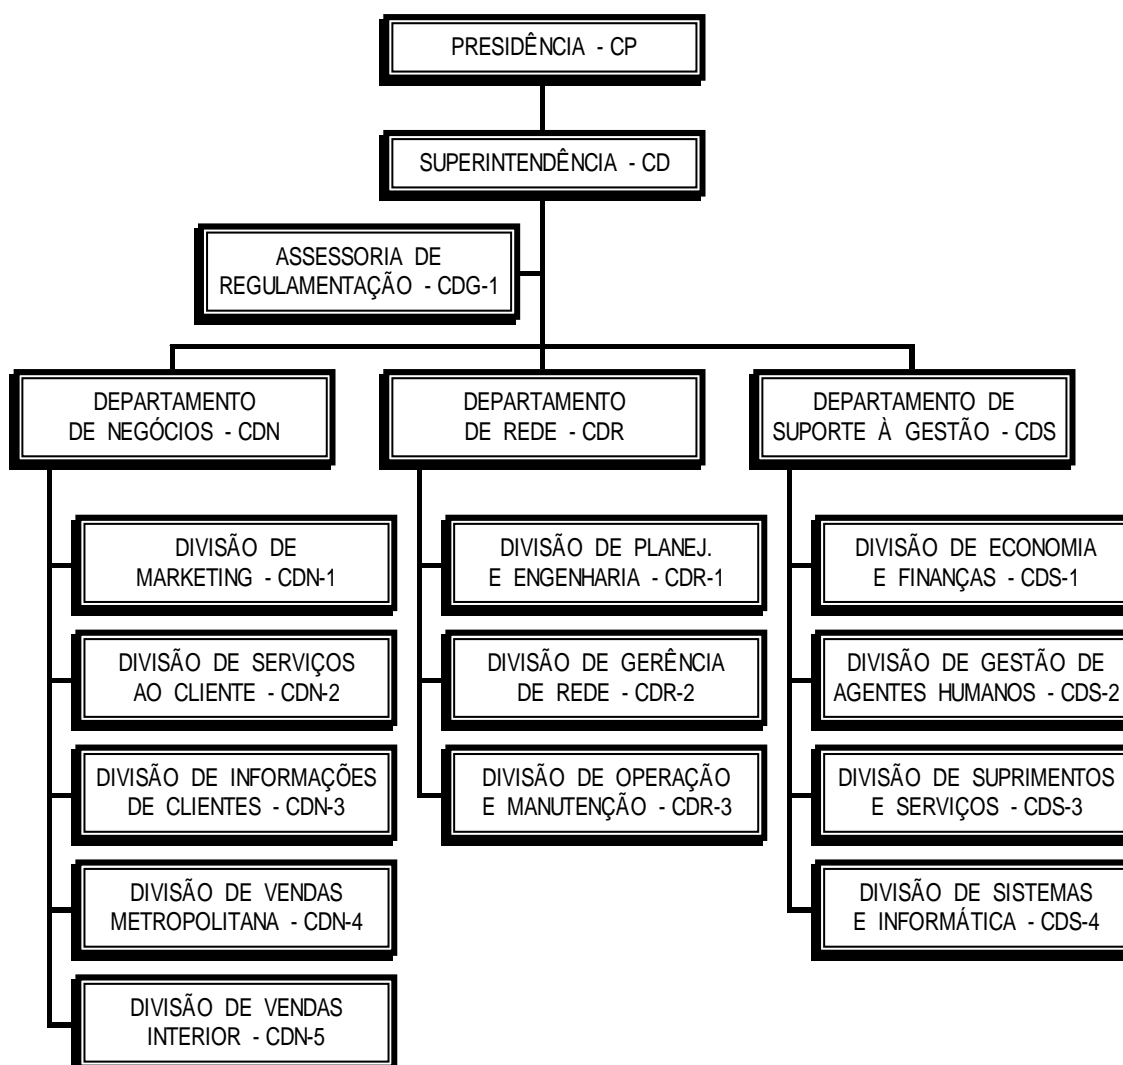 PRESIDÊNCIA - CP
SUPERINTENDÊNCIA - CD
ASSESSORIA DE
REGULAMENTAÇÃO - CDG-1
DEPARTAMENTO
DE NEGÓCIOS - CDN
DEPARTAMENTO
DE REDE - CDR
DEPARTAMENTO DE
SUPORTE À GESTÃO - CDS
DIVISÃO DE
MARKETING - CDN-1
DIVISÃO DE SERVIÇOS
AO CLIENTE - CDN-2
DIVISÃO DE INFORMAÇÕES
DE CLIENTES - CDN-3
DIVISÃO DE VENDAS
METROPOLITANA - CDN-4
DIVISÃO DE VENDAS
INTERIOR - CDN-5
DIVISÃO DE PLANEJ.
E ENGENHARIA - CDR-1
DIVISÃO DE GERÊNCIA
DE REDE - CDR-2
DIVISÃO DE OPERAÇÃO
E MANUTENÇÃO - CDR-3
DIVISÃO DE ECONOMIA
E FINANÇAS - CDS-1
DIVISÃO DE GESTÃO DE
AGENTES HUMANOS - CDS-2
DIVISÃO DE SUPRIMENTOS
E SERVIÇOS - CDS-3
DIVISÃO DE SISTEMAS
E INFORMÁTICA - CDS-4